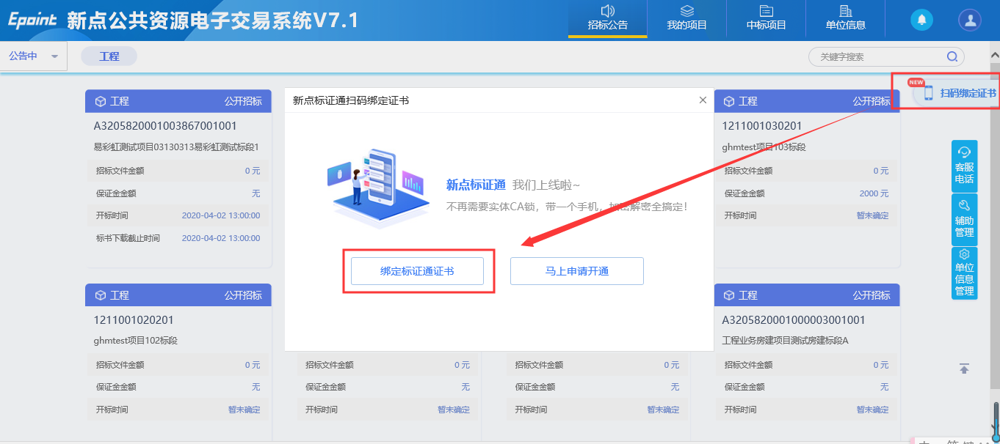 Epoint 新点公共资源电子交易系统V7.1
招标公告
我的项目
中标项目
单位信息
公告中
工程
关键字搜索
NEW
扫码绑定证书
工程 公开招标
A3205820001003867001001
易彩虹测试项目03130313易彩虹测试标段1
招标文件金额 0 元
保证金金额 无
开标时间 2020-04-02 13:00:00
标书下载截止时间 2020-04-02 13:00:00
新点标证通扫码绑定证书
新点标证通 我们上线啦~
不再需要实体CA锁，带一个手机，加密解密全搞定！
绑定标证通证书
马上申请开通
工程 公开招标
1211001030201
ghmtest项目103标段
招标文件金额 0 元
保证金金额 2000 元
开标时间 暂未确定
客服
电话
辅助
管理
单位
信息
管理
工程 公开招标
1211001020201
ghmtest项目102标段
招标文件金额 0 元
保证金金额 无
开标时间 暂未确定
招标文件金额 0 元
保证金金额 无
开标时间 暂未确定
招标文件金额 0 元
保证金金额 无
开标时间 暂未确定
工程 公开招标
A3205820001000003001001
工程业务房建项目测试房建标段A
招标文件金额 0 元
保证金金额 无
开标时间 暂未确定